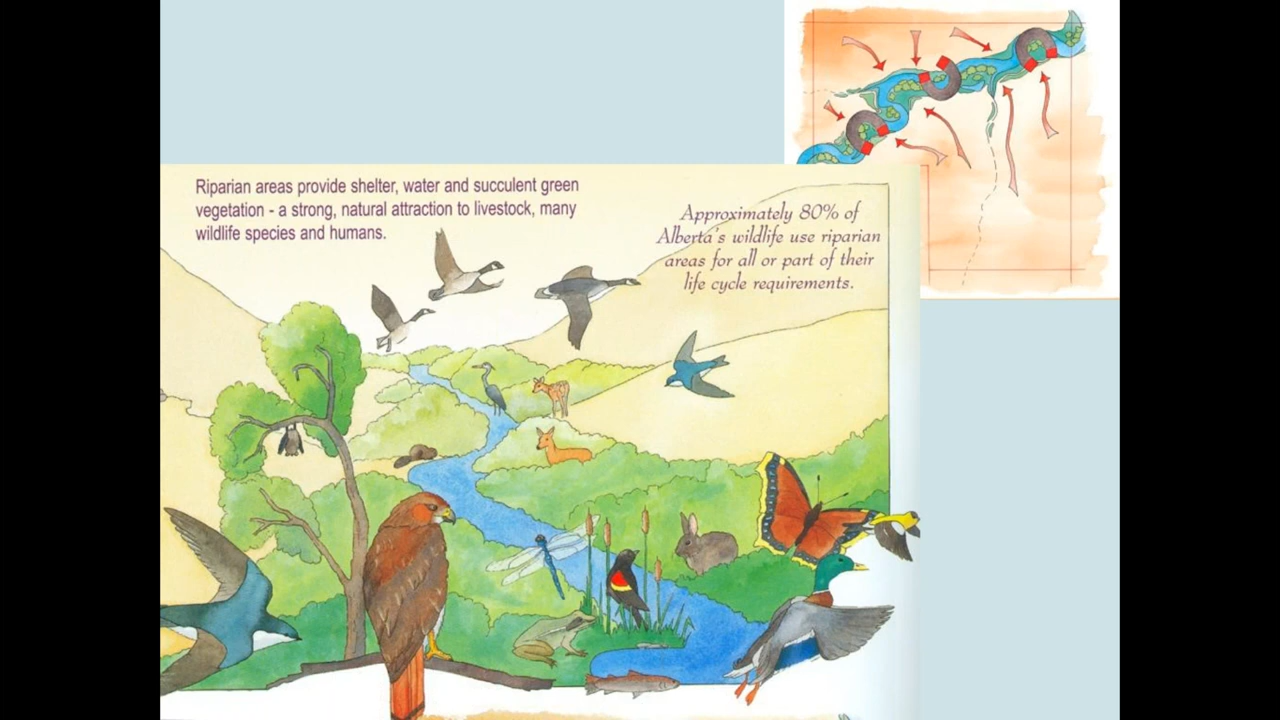 Riparian areas provide shelter, water and succulent green
vegetation - a strong, natural attraction to livestock, many
wildlife species and humans.
Approximately 80% of
Alberta's wildlife use riparian
areas for all or part of their
life cycle requirements.